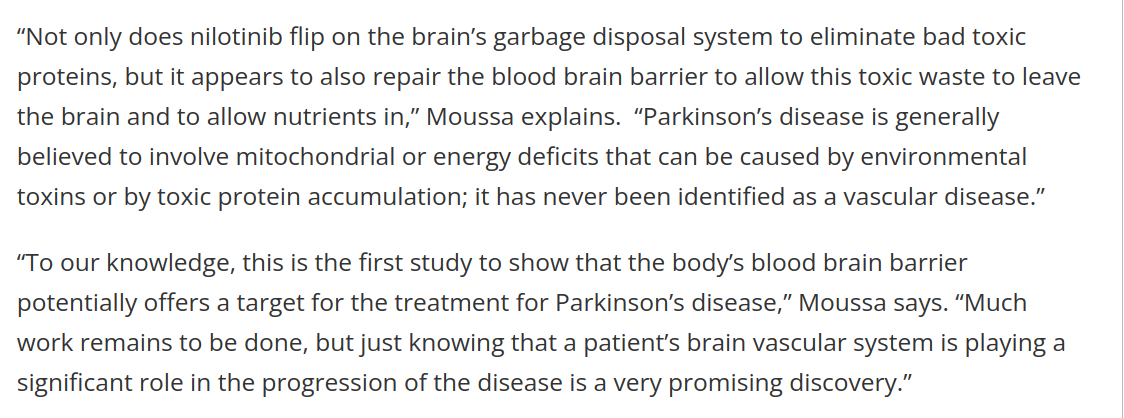 “Not only does nilotinib flip on the brain’s garbage disposal system to eliminate bad toxic
proteins, but it appears to also repair the blood brain barrier to allow this toxic waste to leave
the brain and to allow nutrients in,” Moussa explains.  “Parkinson’s disease is generally
believed to involve mitochondrial or energy deficits that can be caused by environmental
toxins or by toxic protein accumulation; it has never been identified as a vascular disease.”
“To our knowledge, this is the first study to show that the body’s blood brain barrier
potentially offers a target for the treatment for Parkinson’s disease,” Moussa says. “Much
work remains to be done, but just knowing that a patient’s brain vascular system is playing a
significant role in the progression of the disease is a very promising discovery.”